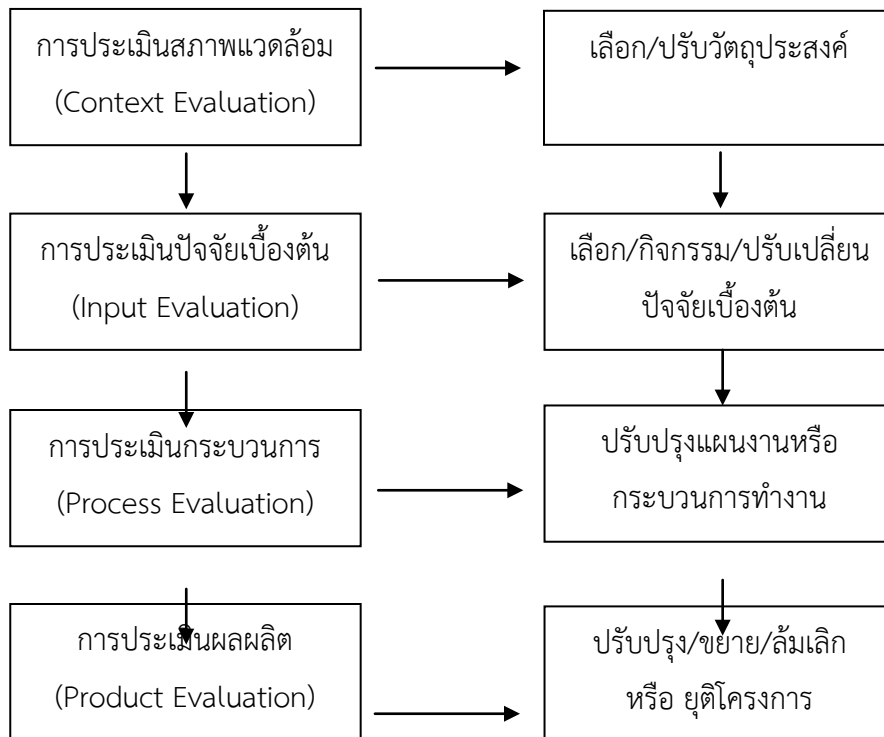 การประเมินสภาพแวดล้อม
(Context Evaluation)
เลือก/ปรับวัตถุประสงค์
การประเมินปัจจัยเบื้องต้น
(Input Evaluation)
เลือก/กิจกรรม/ปรับเปลี่ยน
ปัจจัยเบื้องต้น
การประเมินกระบวนการ
(Process Evaluation)
ปรับปรุงแผนงานหรือ
กระบวนการทำงาน
การประเมินผลผลิต
(Product Evaluation)
ปรับปรุง/ขยาย/ล้มเลิก
หรือ ยุติโครงการ